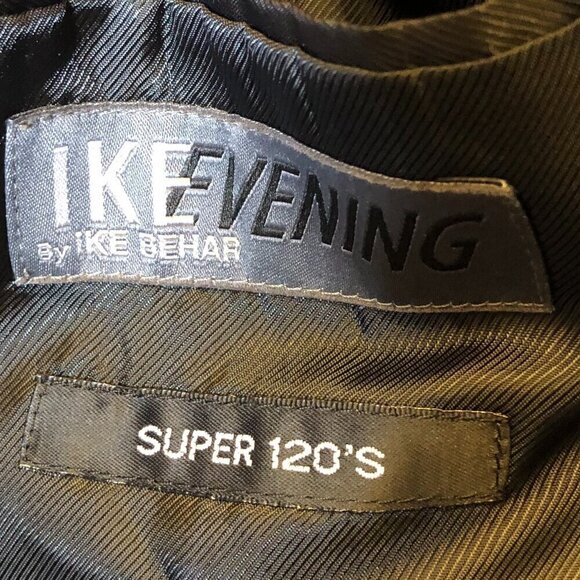 IKE EVENING
By IKE BEHAR
SUPER 120'S